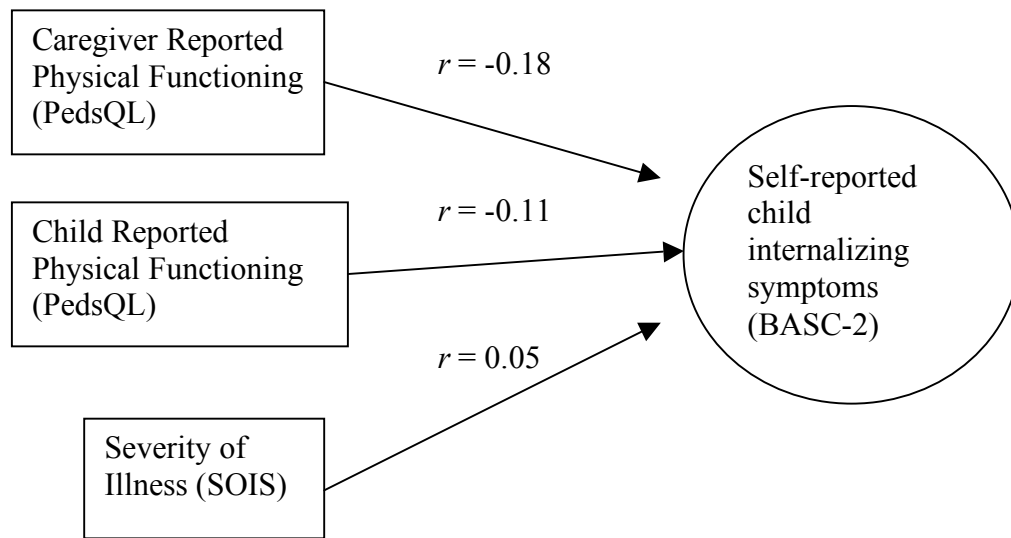 Caregiver Reported
Physical Functioning
(PedsQL)
r = -0.18
Child Reported
Physical Functioning
(PedsQL)
r = -0.11
Severity of
Illness (SOIS)
r = 0.05
Self-reported
child
internalizing
symptoms
(BASC-2)